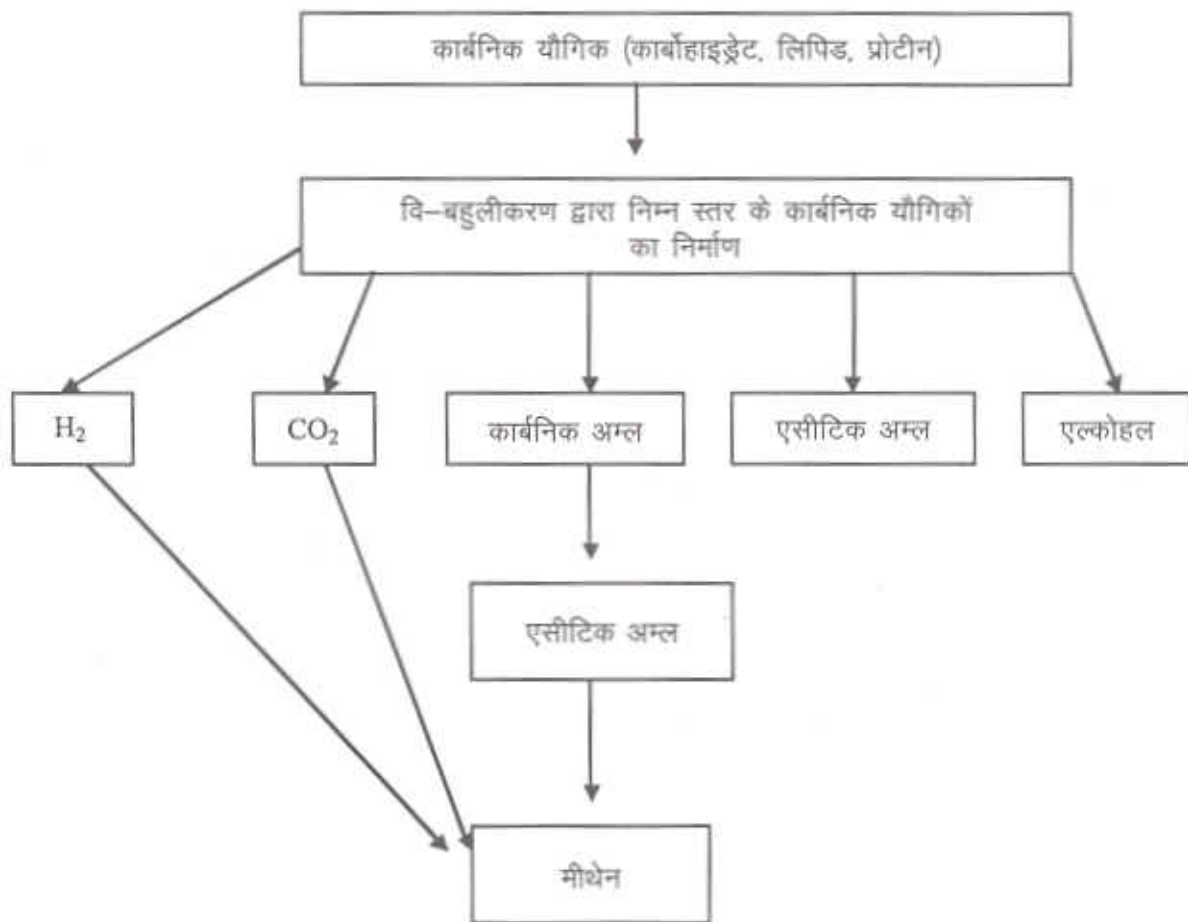 कार्बनिक यौगिक (कार्बोहाइड्रेट, लिपिड, प्रोटीन)
वि–बहुलीकरण द्वारा निम्न स्तर के कार्बनिक यौगिकों
का निर्माण
H₂
CO₂
कार्बनिक अम्ल
एसीटिक अम्ल
एल्कोहल
एसीटिक अम्ल
मीथेन